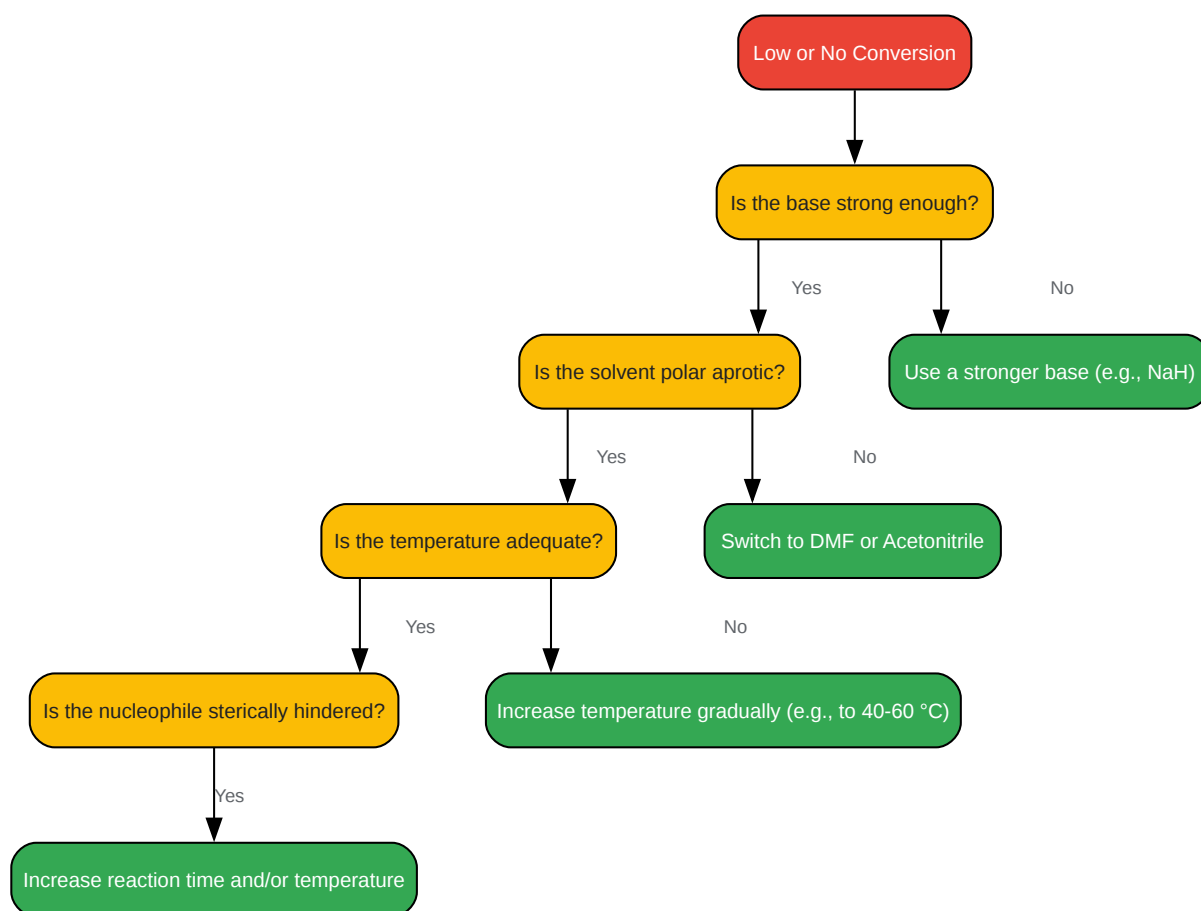 Low or No Conversion
Is the base strong enough?
Yes
No
Is the solvent polar aprotic?
Use a stronger base (e.g., NaH)
Yes
No
Is the temperature adequate?
Switch to DMF or Acetonitrile
Yes
No
Is the nucleophile sterically hindered?
Increase temperature gradually (e.g., to 40-60 °C)
Yes
Increase reaction time and/or temperature